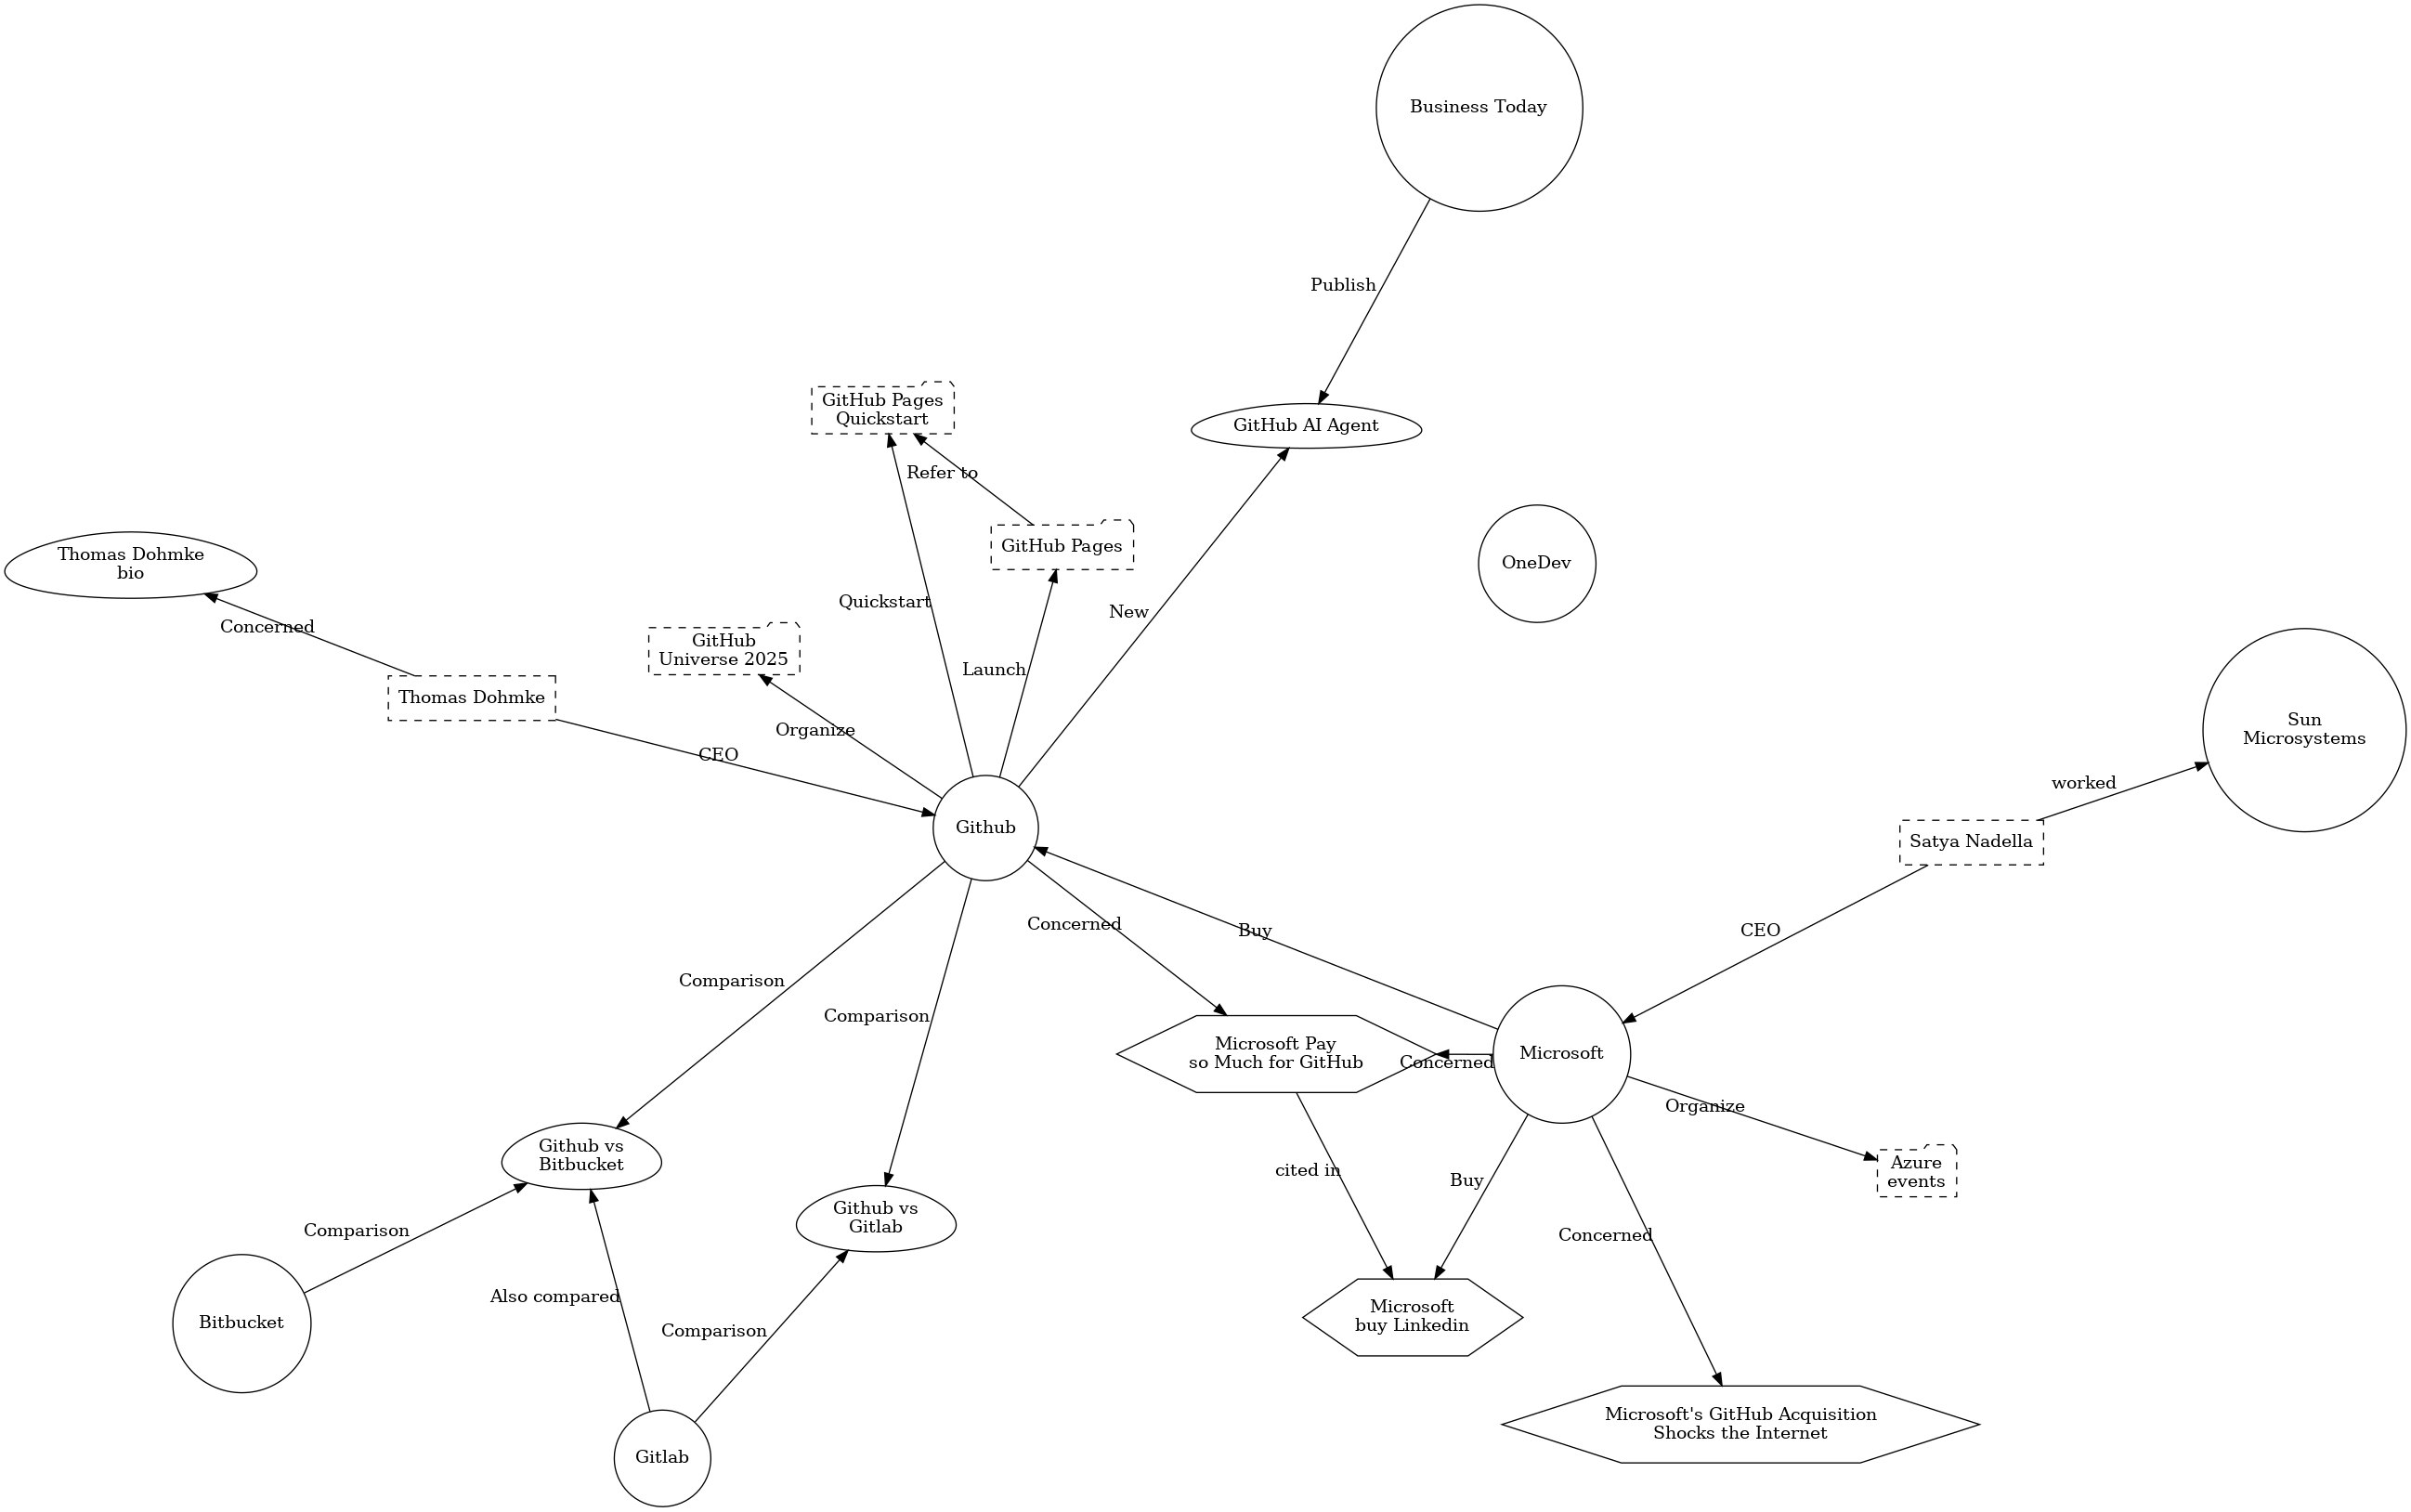 Business Today
Publish
GitHub Pages
Quickstart
GitHub AI Agent
Refer to
GitHub Pages
Thomas Dohmke
bio
OneDev
Quickstart
New
Concerned
GitHub
Universe 2025
Launch
Thomas Dohmke
Organize
CEO
Sun
Microsystems
worked
Github
Satya Nadella
Concerned
Buy
CEO
Comparison
Comparison
Microsoft Pay
so Much for GitHub
Concerned
Microsoft
Organize
Github vs
Bitbucket
cited in
Buy
Azure
events
Github vs
Gitlab
Comparison
Concerned
Also compared
Bitbucket
Comparison
Microsoft
buy Linkedin
Microsoft's GitHub Acquisition
Shocks the Internet
Gitlab